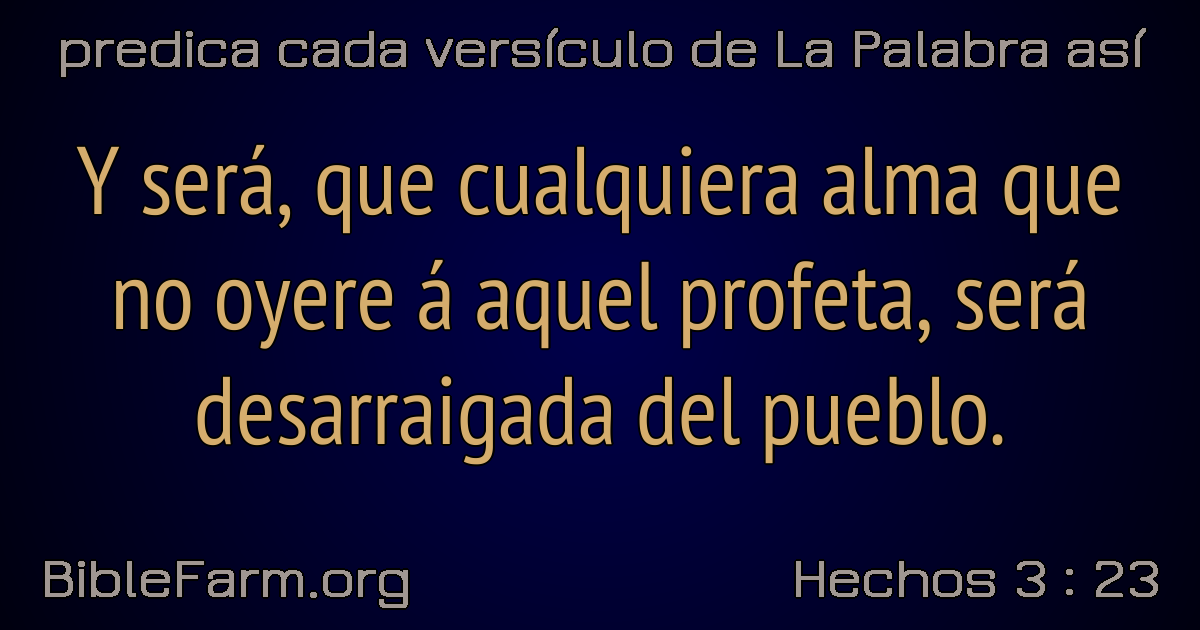 predica cada versículo de La Palabra así
Y será, que cualquiera alma que
no oyere á aquel profeta, será
desarraigada del pueblo.
BibleFarm.org
Hechos 3 : 23